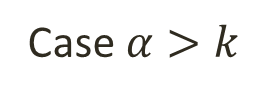 Case 𝛼 > 𝑘